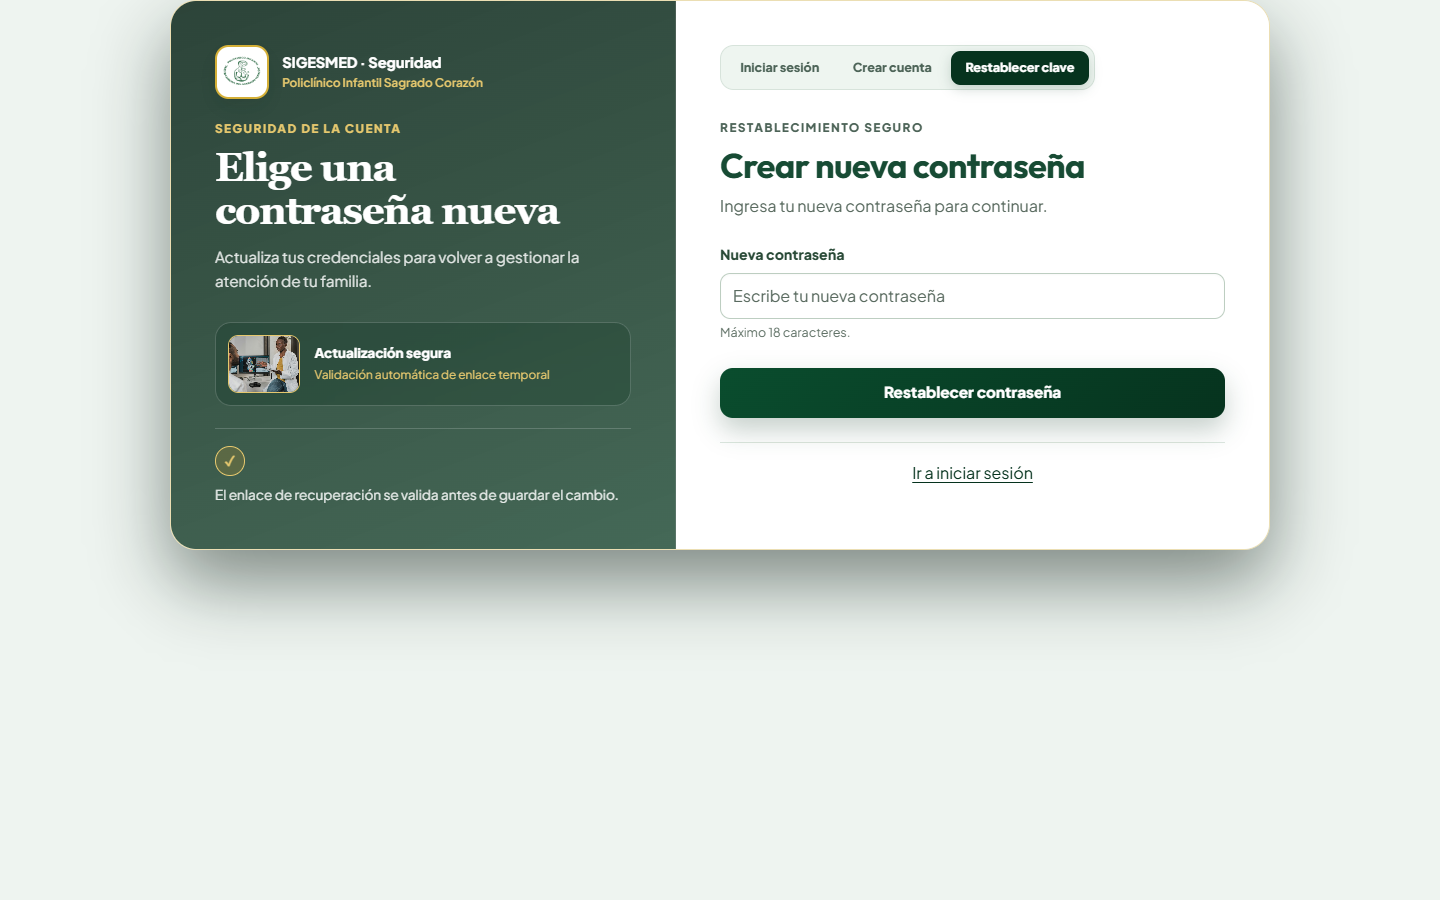 SIGESMED · Seguridad
Policlínico Infantil Sagrado Corazón
SEGURIDAD DE LA CUENTA
Elige una
contraseña nueva
Actualiza tus credenciales para volver a gestionar la
atención de tu familia.
Actualización segura
Validación automática de enlace temporal
✓
El enlace de recuperación se valida antes de guardar el cambio.
Iniciar sesión
Crear cuenta
Restablecer clave
RESTABLECIMIENTO SEGURO
Crear nueva contraseña
Ingresa tu nueva contraseña para continuar.
Nueva contraseña
Escribe tu nueva contraseña
Máximo 18 caracteres.
Restablecer contraseña
Ir a iniciar sesión